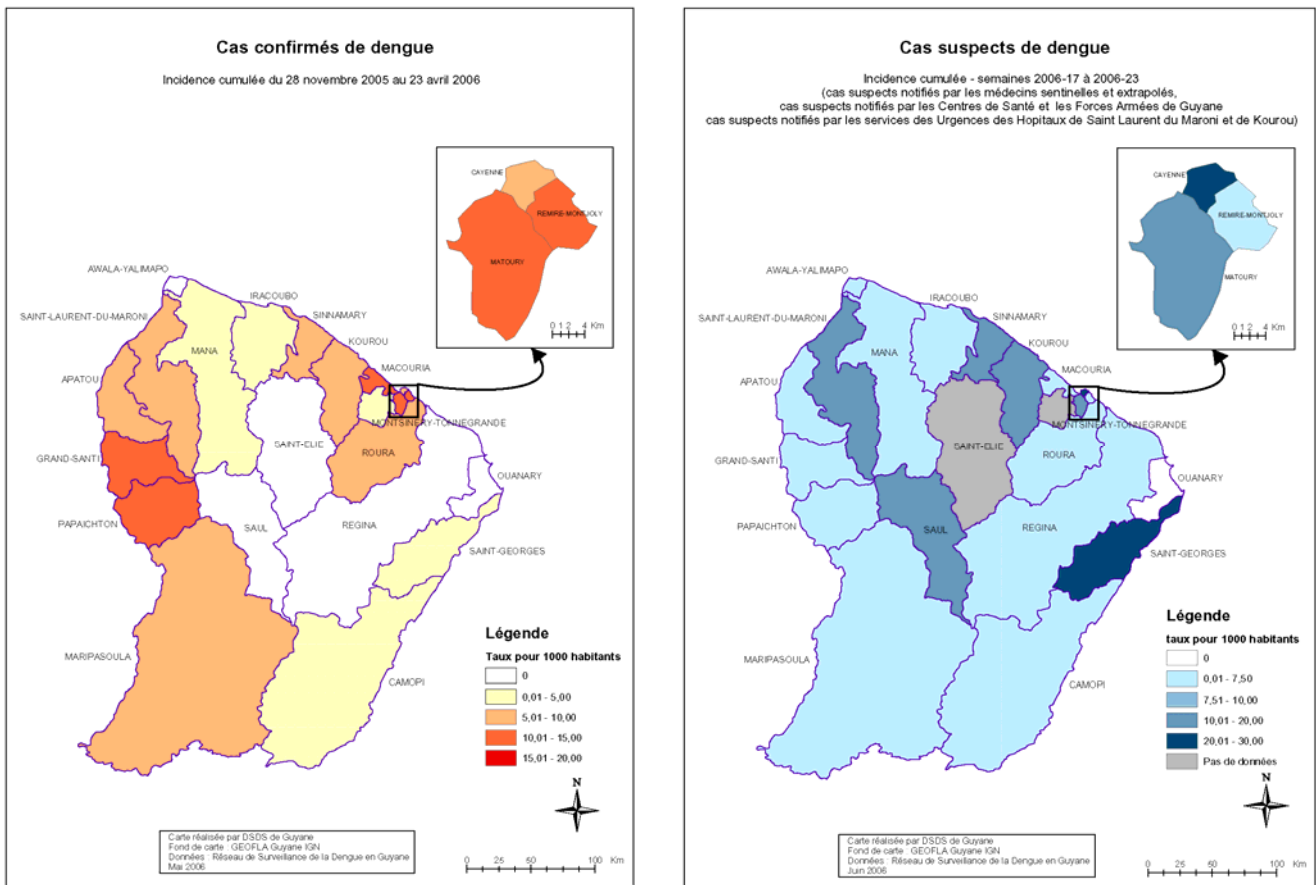 Cas confirmés de dengue
Incidence cumulée du 28 novembre 2005 au 23 avril 2006
CAYENNE
REMIRE-MONTJOLY
MATOURY
0 1 2 4 Km
AWALA-YALIMAPO
IRACOUBO
SAINT-LAURENT-DU-MARONI
SINNAMARY
KOUROU
MANA
MACOURIA
APATOU
MONTSINERY-TONNEGRANDE
SAINT-ELIE
GRAND-SANTI
ROURA
OUANARY
PAPAICHTON
SAUL
REGINA
SAINT-GEORGES
MARIPASOULA
CAMOPI
Légende
Taux pour 1000 habitants
0
0,01 - 5,00
5,01 - 10,00
10,01 - 15,00
15,01 - 20,00
N
Carte réalisée par DSDS de Guyane
Fond de carte : GEOFLA Guyane IGN
Données : Réseau de Surveillance de la Dengue en Guyane
Mai 2006
0 25 50 100 Km
Cas suspects de dengue
Incidence cumulée - semaines 2006-17 à 2006-23
(cas suspects notifiés par les médecins sentinelles et extrapolés,
cas suspects notifiés par les Centres de Santé et les Forces Armées de Guyane
cas suspects notifiés par les services des Urgences des Hopitaux de Saint Laurent du Maroni et de Kourou)
CAYENNE
REMIRE-MONTJOLY
MATOURY
0 1 2 4 Km
AWALA-YALIMAPO
IRACOUBO
SAINT-LAURENT-DU-MARONI
SINNAMARY
KOUROU
MANA
MACOURIA
APATOU
MONTSINERY-TONNEGRANDE
SAINT-ELIE
GRAND-SANTI
ROURA
OUANARY
PAPAICHTON
SAUL
REGINA
SAINT-GEORGES
MARIPASOULA
CAMOPI
Légende
taux pour 1000 habitants
0
0,01 - 7,50
7,51 - 10,00
10,01 - 20,00
20,01 - 30,00
Pas de données
N
Carte réalisée par DSDS de Guyane
Fond de carte : GEOFLA Guyane IGN
Données : Réseau de Surveillance de la Dengue en Guyane
Juin 2006
0 25 50 100 Km